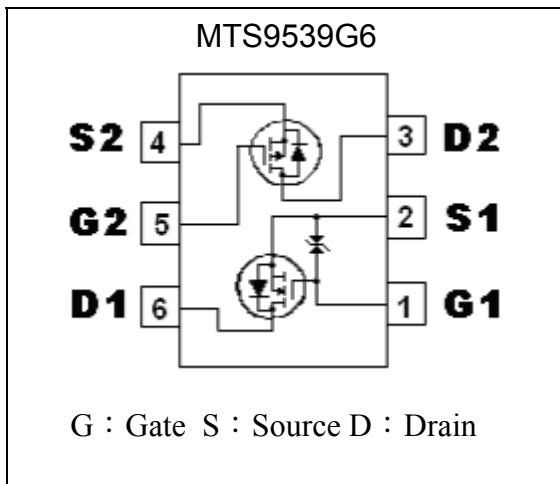 MTS9539G6
S2 4 3 D2
G2 5 2 S1
D1 6 1 G1
G：Gate S：Source D：Drain